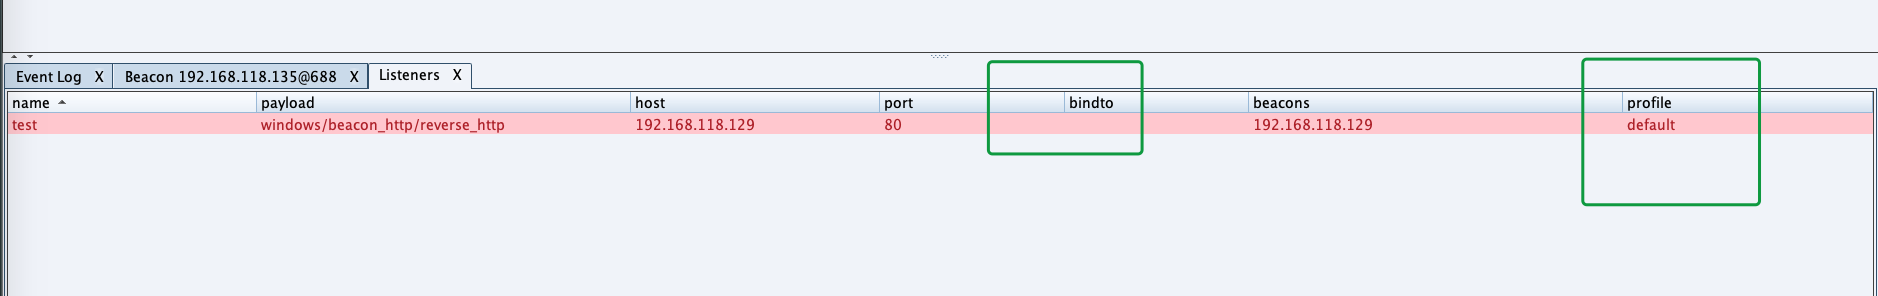 Event Log X Beacon 192.168.118.135@688 X Listeners X
name payload host port bindto beacons profile
test windows/beacon_http/reverse_http 192.168.118.129 80 192.168.118.129 default